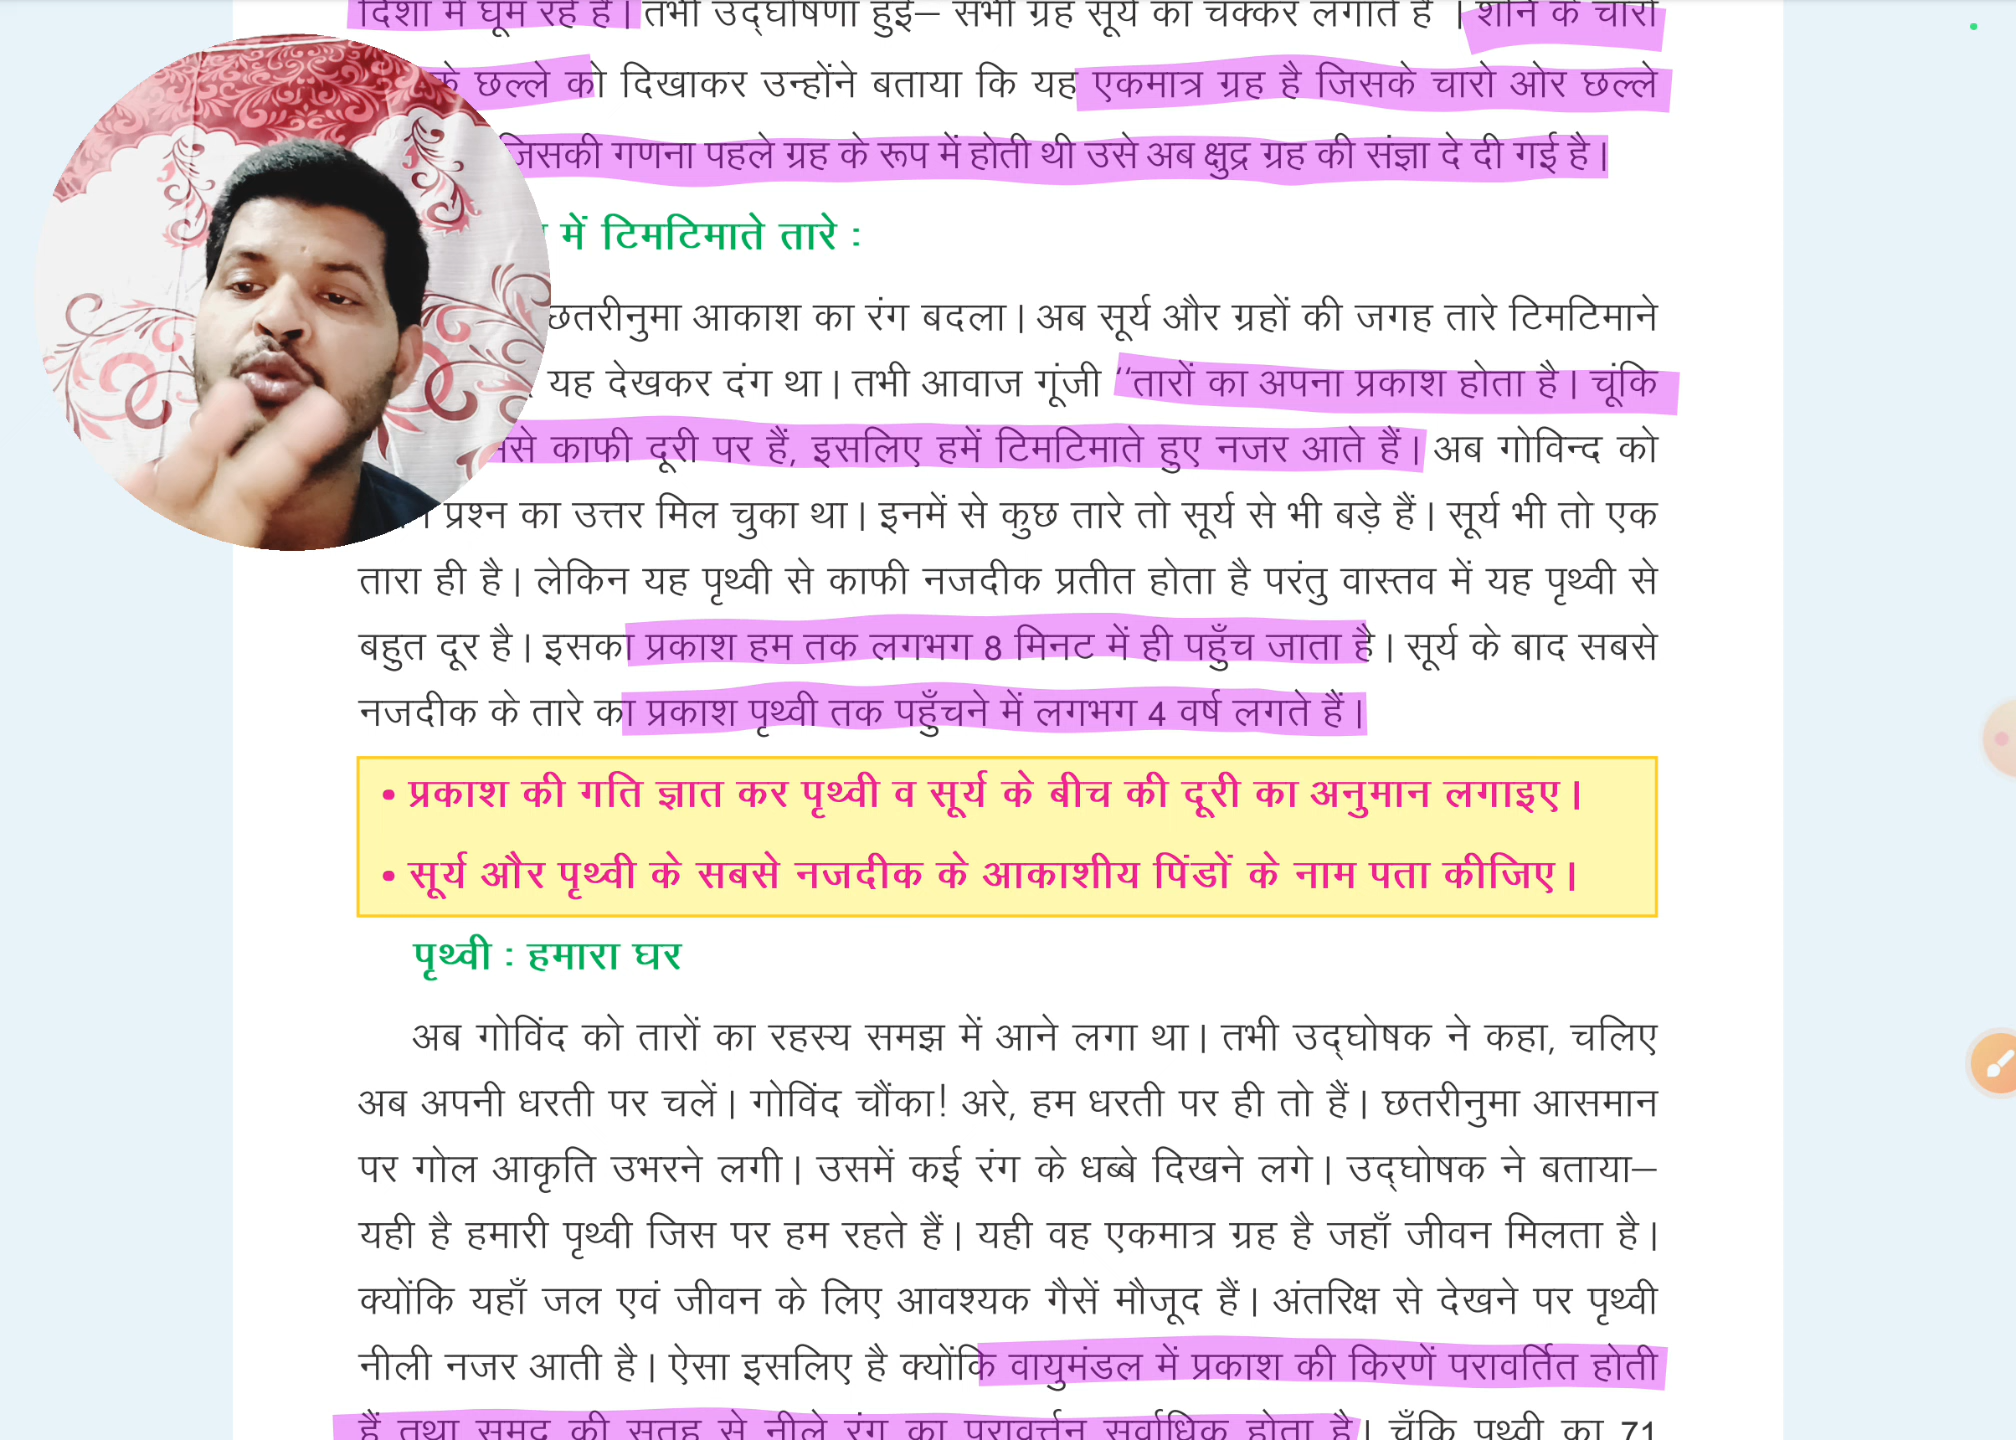 दिशा में घूम रहे हैं। तभी उद्घोषणा हुई– सभी ग्रह सूर्य का चक्कर लगाते हैं । शनि के चारों
के छल्ले को दिखाकर उन्होंने बताया कि यह एकमात्र ग्रह है जिसके चारो ओर छल्ले
जिसकी गणना पहले ग्रह के रूप में होती थी उसे अब क्षुद्र ग्रह की संज्ञा दे दी गई है।
में टिमटिमाते तारे :
छतरीनुमा आकाश का रंग बदला। अब सूर्य और ग्रहों की जगह तारे टिमटिमाने
यह देखकर दंग था। तभी आवाज गूंजी ‘‘तारों का अपना प्रकाश होता है। चूंकि
काफी दूरी पर हैं, इसलिए हमें टिमटिमाते हुए नजर आते हैं। अब गोविन्द को
प्रश्न का उत्तर मिल चुका था। इनमें से कुछ तारे तो सूर्य से भी बड़े हैं। सूर्य भी तो एक
तारा ही है। लेकिन यह पृथ्वी से काफी नजदीक प्रतीत होता है परंतु वास्तव में यह पृथ्वी से
बहुत दूर है। इसका प्रकाश हम तक लगभग 8 मिनट में ही पहुँच जाता है। सूर्य के बाद सबसे
नजदीक के तारे का प्रकाश पृथ्वी तक पहुँचने में लगभग 4 वर्ष लगते हैं।
• प्रकाश की गति ज्ञात कर पृथ्वी व सूर्य के बीच की दूरी का अनुमान लगाइए।
• सूर्य और पृथ्वी के सबसे नजदीक के आकाशीय पिंडों के नाम पता कीजिए।
पृथ्वी : हमारा घर
अब गोविंद को तारों का रहस्य समझ में आने लगा था। तभी उद्घोषक ने कहा, चलिए
अब अपनी धरती पर चलें। गोविंद चौंका! अरे, हम धरती पर ही तो हैं। छतरीनुमा आसमान
पर गोल आकृति उभरने लगी। उसमें कई रंग के धब्बे दिखने लगे। उद्घोषक ने बताया–
यही है हमारी पृथ्वी जिस पर हम रहते हैं। यही वह एकमात्र ग्रह है जहाँ जीवन मिलता है।
क्योंकि यहाँ जल एवं जीवन के लिए आवश्यक गैसें मौजूद हैं। अंतरिक्ष से देखने पर पृथ्वी
नीली नजर आती है। ऐसा इसलिए है क्योंकि वायुमंडल में प्रकाश की किरणें परावर्तित होती
हैं तथा समुद्र की सतह से नीले रंग का परावर्त्तन सर्वाधिक होता है। चूँकि पृथ्वी का 71